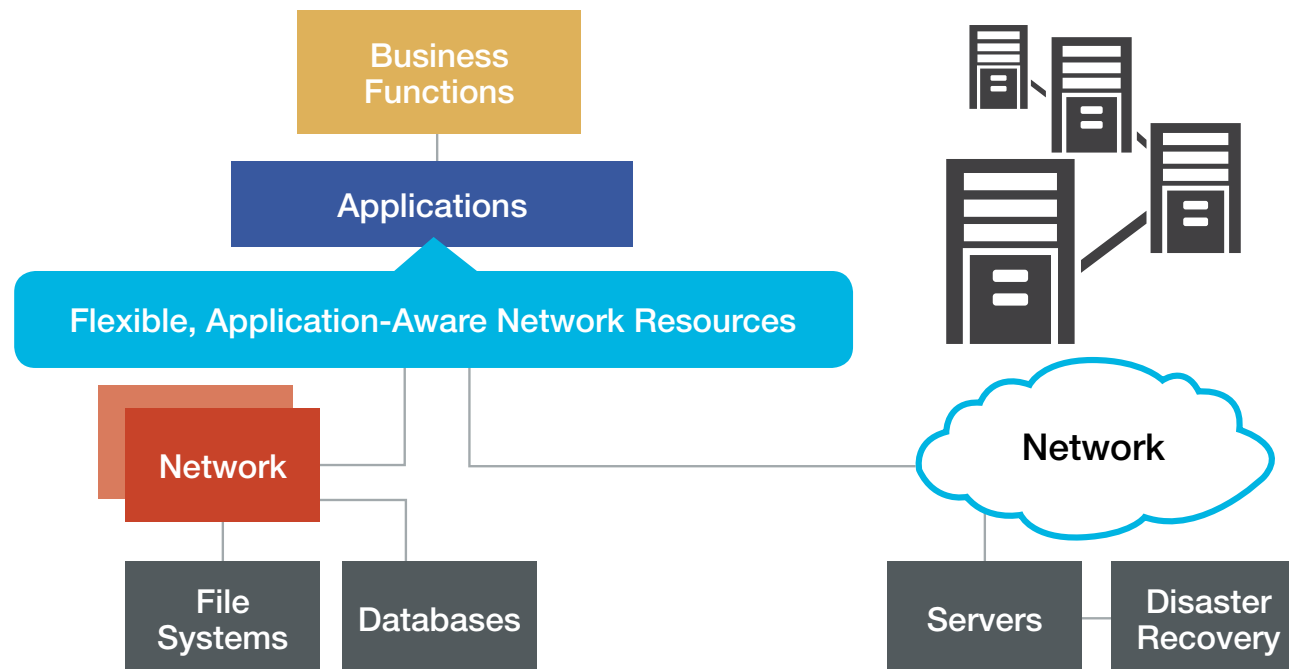 Business
Functions
Applications
Flexible, Application-Aware Network Resources
Network
Network
File
Systems
Databases
Servers
Disaster
Recovery